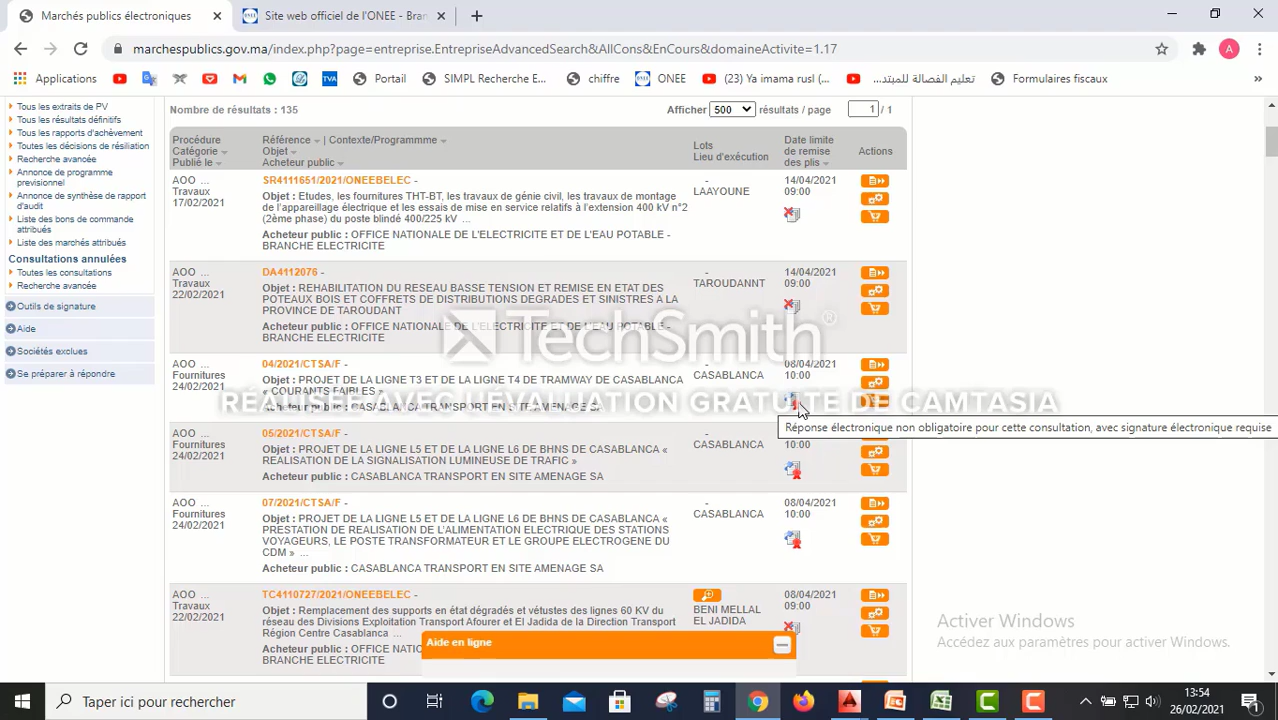 Marchés publics électroniques
Site web officiel de l'ONEE - Bran
marchespublics.gov.ma/index.php?page=entreprise.EntrepriseAdvancedSearch&AllCons&EnCours&domaineActivite=1.17
A
Applications
Portail
SIMPL Recherche E...
chiffre
ONEE
(23) Ya imama rusl (...
تعليم الفصالة للمبتد...
Formulaires fiscaux
»
Tous les extraits de PV
Tous les résultats définitifs
Tous les rapports d'achèvement
Toutes les décisions de résiliation
Recherche avancée
Annonce de programme
previsionnel
Annonce de synthèse de rapport
d'audit
Liste des bons de commande
attribués
Liste des marchés attribués
Consultations annulées
Toutes les consultations
Recherche avancée
Outils de signature
Aide
Sociétés exclues
Se préparer à répondre
Nombre de résultats : 135
Afficher 500 résultats / page 1 / 1
Procédure
Catégorie
Publié le
Référence | Contexte/Programmme
Objet
Acheteur public
Lots
Lieu d'exécution
Date limite
de remise
des plis
Actions
AOO ...
Travaux
17/02/2021
SR4111651/2021/ONEEBELEC -
Objet : Etudes, les fournitures THT-BT, les travaux de génie civil, les travaux de montage
de l'appareillage électrique et les essais de mise en service relatifs à l'extension 400 kV n°2
(2ème phase) du poste blindé 400/225 kV ...
Acheteur public : OFFICE NATIONALE DE L'ELECTRICITE ET DE L'EAU POTABLE -
BRANCHE ELECTRICITE
-
LAAYOUNE
14/04/2021
09:00
AOO ...
Travaux
22/02/2021
DA4112076 -
Objet : REHABILITATION DU RESEAU BASSE TENSION ET REMISE EN ETAT DES
POTEAUX BOIS ET COFFRETS DE DISTRIBUTIONS DEGRADES ET SINISTRES A LA
PROVINCE DE TAROUDANT
Acheteur public : OFFICE NATIONALE DE L'ELECTRICITE ET DE L'EAU POTABLE -
BRANCHE ELECTRICITE
-
TAROUDANNT
14/04/2021
09:00
TechSmith®
AOO ...
Fournitures
24/02/2021
04/2021/CTSA/F -
Objet : PROJET DE LA LIGNE T3 ET DE LA LIGNE T4 DE TRAMWAY DE CASABLANCA
« COURANTS FAIBLES »
Acheteur public : CASABLANCA TRANSPORT EN SITE AMENAGE SA
-
CASABLANCA
08/04/2021
10:00
RÉALISÉ AVEC L'ÉVALUATION GRATUITE DE CAMTASIA
Réponse électronique non obligatoire pour cette consultation, avec signature électronique requise
AOO ...
Fournitures
24/02/2021
05/2021/CTSA/F -
Objet : PROJET DE LA LIGNE L5 ET DE LA LIGNE L6 DE BHNS DE CASABLANCA «
REALISATION DE LA SIGNALISATION LUMINEUSE DE TRAFIC »
Acheteur public : CASABLANCA TRANSPORT EN SITE AMENAGE SA
CASABLANCA
10:00
AOO ...
Fournitures
24/02/2021
07/2021/CTSA/F -
Objet : PROJET DE LA LIGNE L5 ET DE LA LIGNE L6 DE BHNS DE CASABLANCA «
PRESTATION DE REALISATION DE L'ALIMENTATION ELECTRIQUE DES STATIONS
VOYAGEURS, LE POSTE TRANSFORMATEUR ET LE GROUPE ELECTROGENE DU
CDM » ...
Acheteur public : CASABLANCA TRANSPORT EN SITE AMENAGE SA
-
CASABLANCA
08/04/2021
10:00
AOO ...
Travaux
22/02/2021
TC4110727/2021/ONEEBELEC -
Objet : Remplacement des supports en état dégradés et vétustes des lignes 60 KV du
réseau des Divisions Exploitation Transport Afourer et El Jadida de la Direction Transport
Région Centre Casablanca ...
Acheteur public : OFFICE NATI
BRANCHE ELECTRICITE
BENI MELLAL
EL JADIDA
08/04/2021
09:00
Aide en ligne
Activer Windows
Accédez aux paramètres pour activer Windows.
Taper ici pour rechercher
13:54
26/02/2021
1